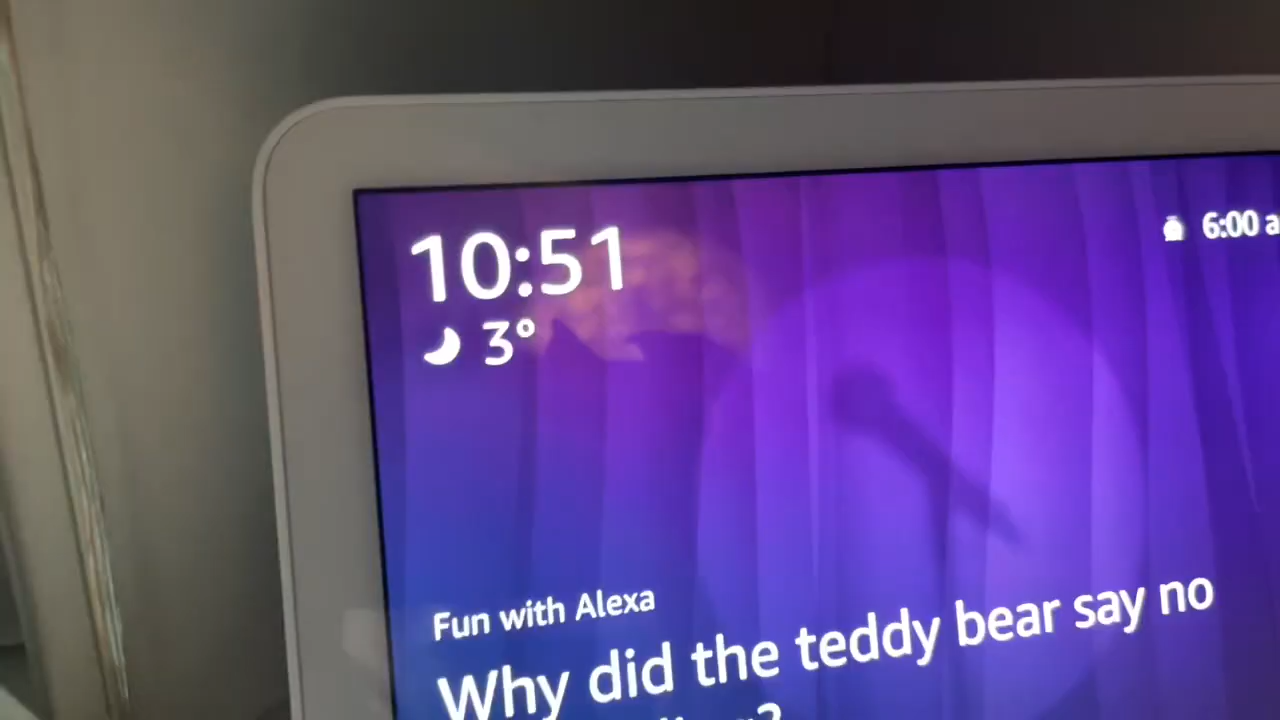 10:51
6:00 a
3°
Fun with Alexa
Why did the teddy bear say no